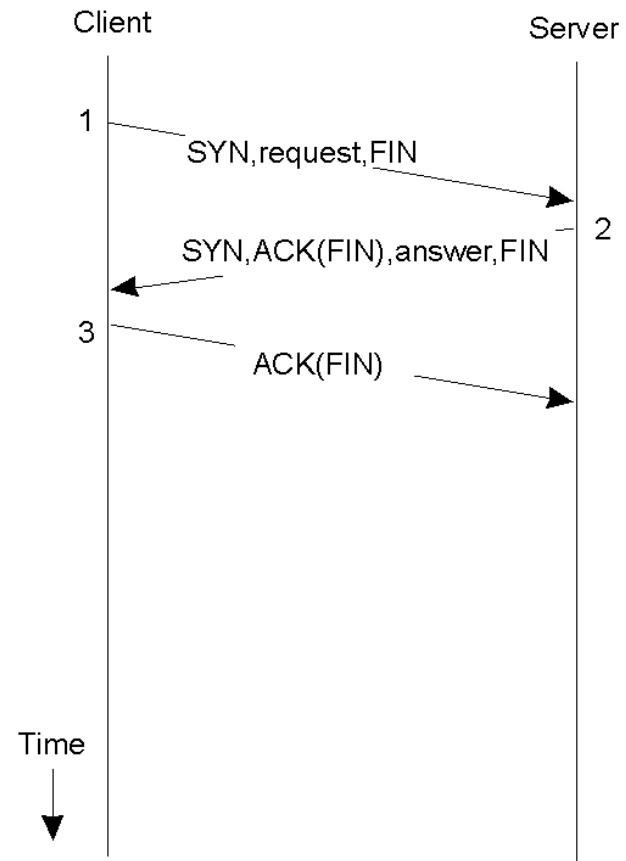 Client
Server
1
SYN,request,FIN
2
SYN,ACK(FIN),answer,FIN
3
ACK(FIN)
Time